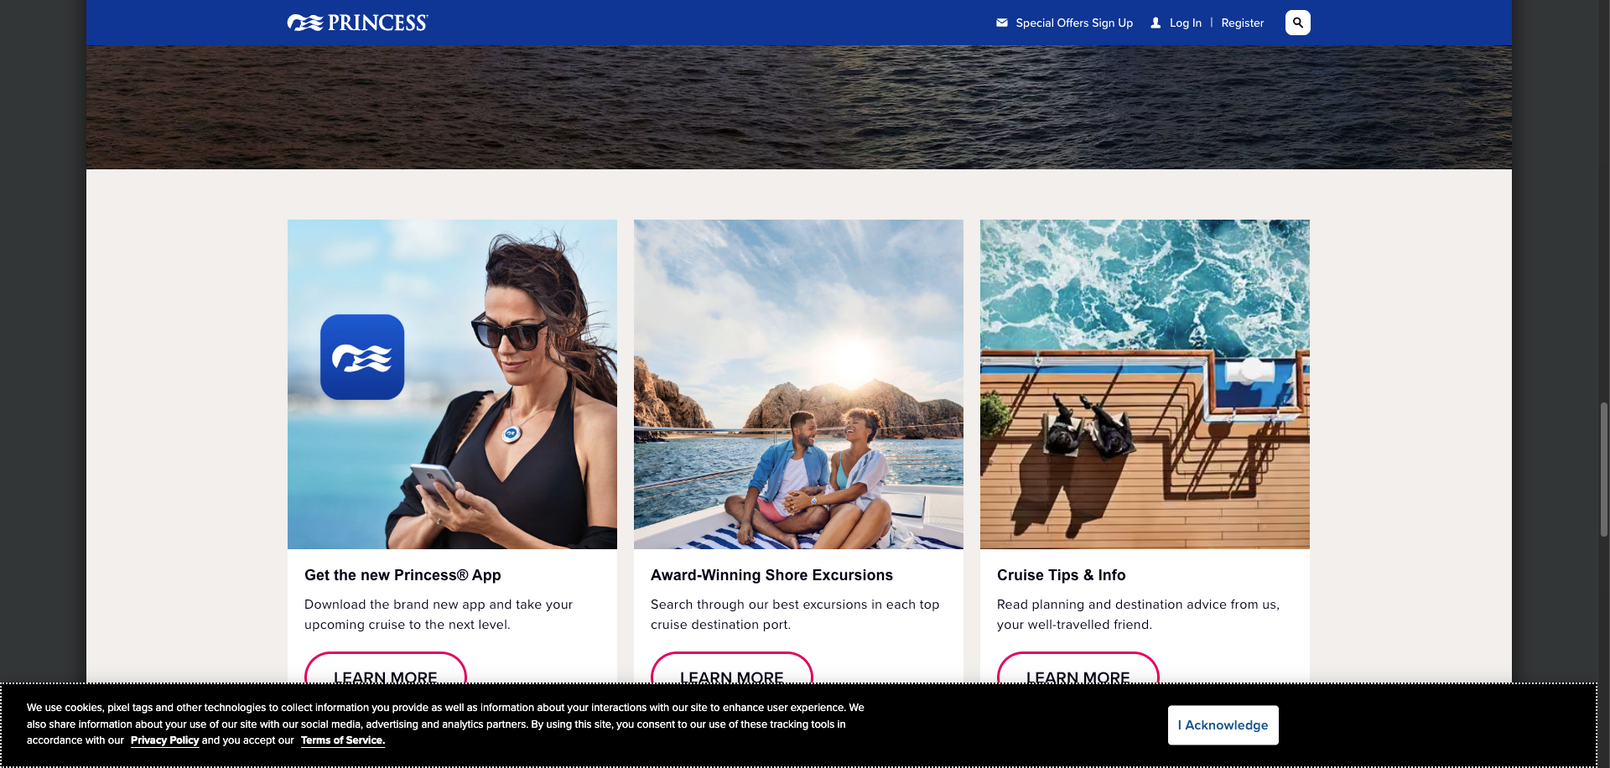 PRINCESS®
Special Offers Sign Up
Log In | Register
Get the new Princess® App
Download the brand new app and take your
upcoming cruise to the next level.
LEARN MORE
Award-Winning Shore Excursions
Search through our best excursions in each top
cruise destination port.
LEARN MORE
Cruise Tips & Info
Read planning and destination advice from us,
your well-travelled friend.
LEARN MORE
We use cookies, pixel tags and other technologies to collect information you provide as well as information about your interactions with our site to enhance user experience. We
also share information about your use of our site with our social media, advertising and analytics partners. By using this site, you consent to our use of these tracking tools in
accordance with our Privacy Policy and you accept our Terms of Service.
I Acknowledge